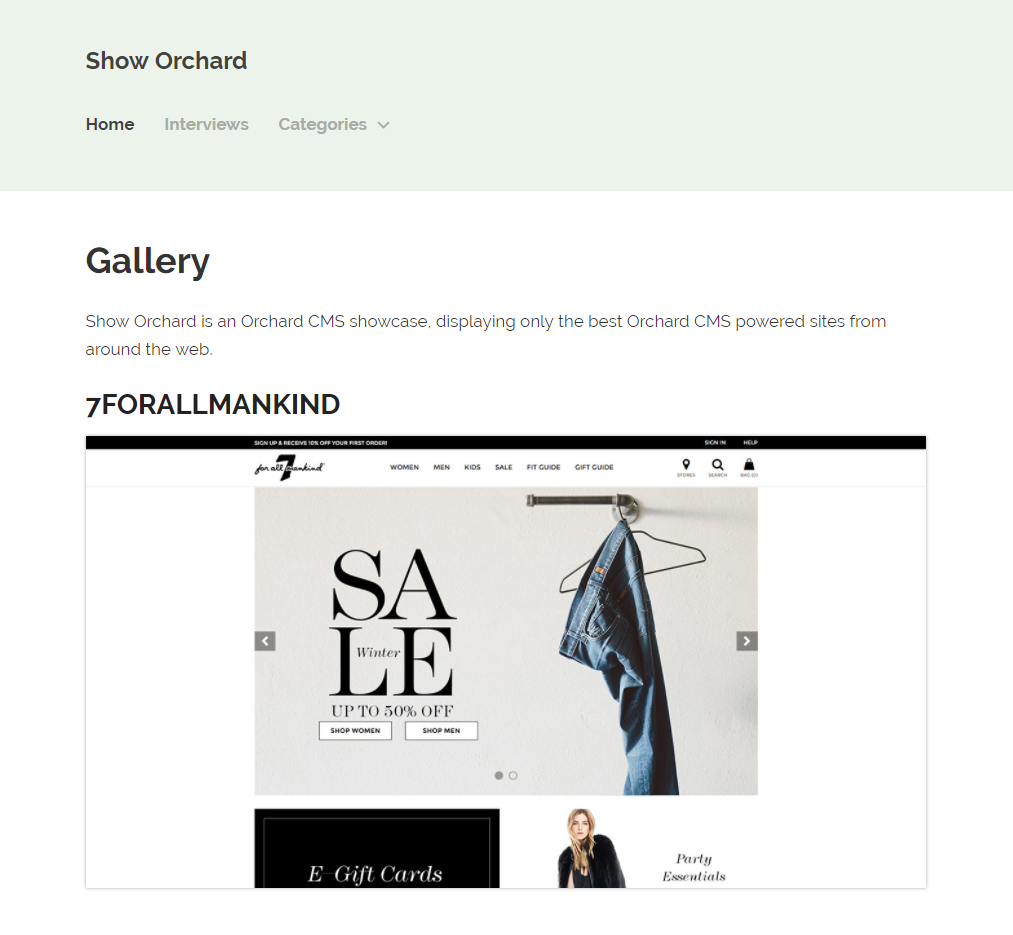 Show Orchard
Home Interviews Categories
Gallery
Show Orchard is an Orchard CMS showcase, displaying only the best Orchard CMS powered sites from
around the web.
7FORALLMANKIND
SIGN UP & RECEIVE 10% OFF YOUR FIRST ORDER! SIGN IN HELP
7 for all mankind WOMEN MEN KIDS SALE FIT GUIDE GIFT GUIDE
STORES SEARCH BAG (0)
SA
LE
Winter
UP TO 50% OFF
SHOP WOMEN SHOP MEN
E-Gift Cards
Party
Essentials